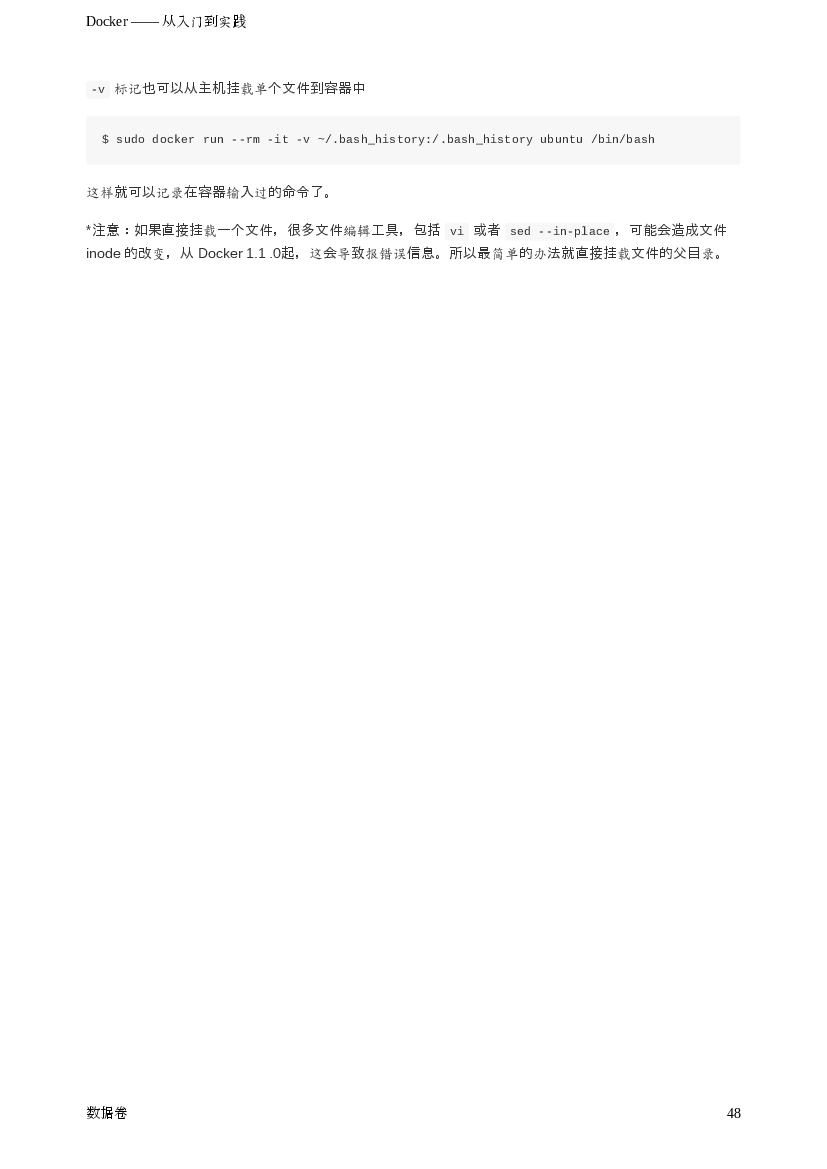 Docker —— 从入门到实践
-v 标记也可以从主机挂载单个文件到容器中
$ sudo docker run --rm -it -v ~/.bash_history:/.bash_history ubuntu /bin/bash
这样就可以记录在容器输入过的命令了。
*注意：如果直接挂载一个文件，很多文件编辑工具，包括 vi 或者 sed --in-place ，可能会造成文件
inode 的改变，从 Docker 1.1 .0起，这会导致报错误信息。所以最简单的办法就直接挂载文件的父目录。
数据卷 48